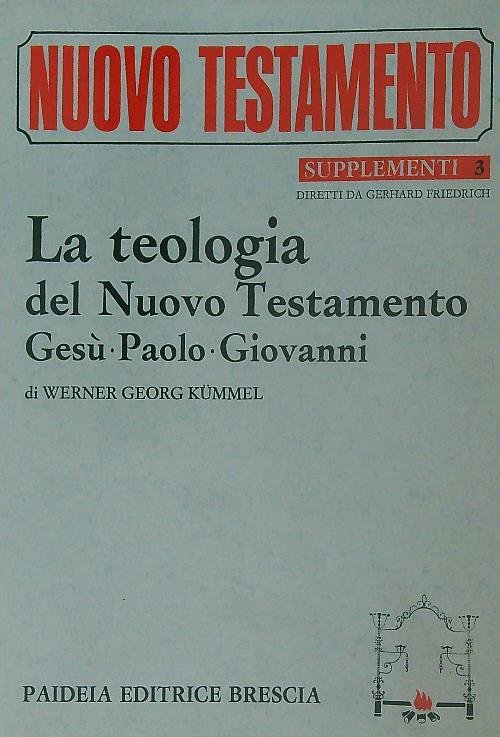 NUOVO TESTAMENTO
SUPPLEMENTI 3
DIRETTI DA GERHARD FRIEDRICH
La teologia
del Nuovo Testamento
Gesù·Paolo·Giovanni
di WERNER GEORG KÜMMEL
PAIDEIA EDITRICE BRESCIA